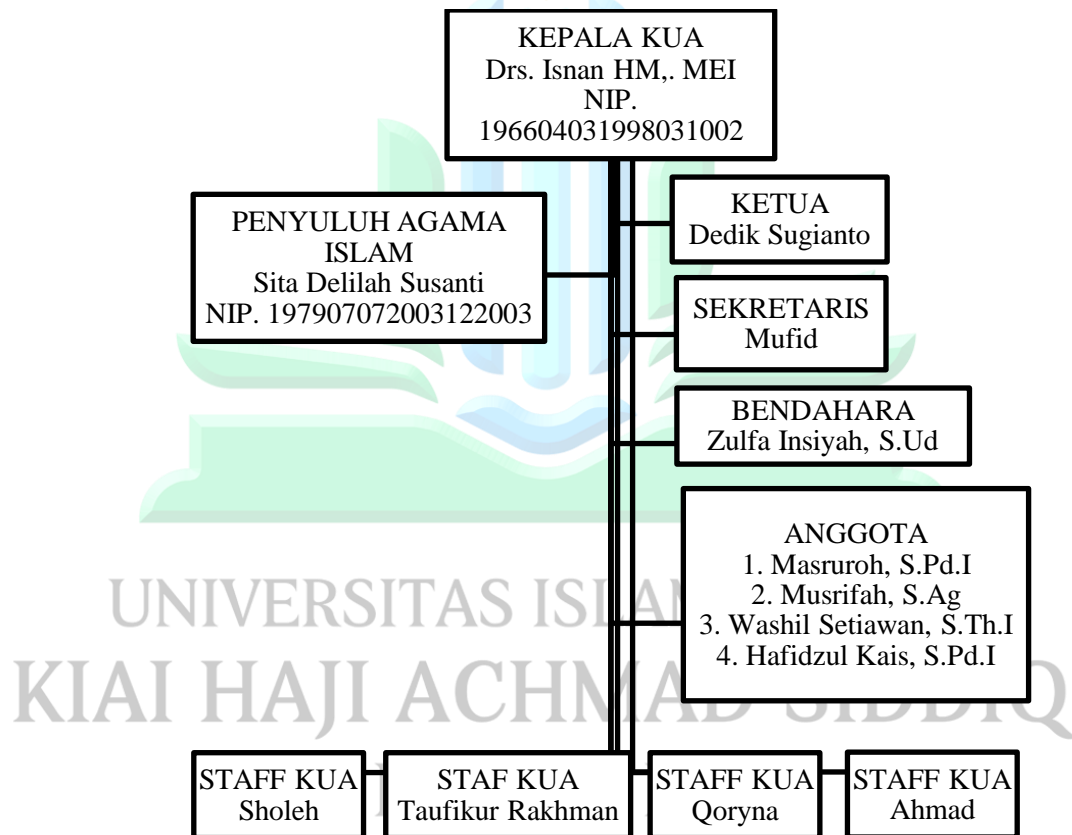 KEPALA KUA
Drs. Isnan HM,. MEI
NIP.
196604031998031002
PENYULUH AGAMA
ISLAM
Sita Delilah Susanti
NIP. 197907072003122003
KETUA
Dedik Sugianto
SEKRETARIS
Mufid
BENDAHARA
Zulfa Insiyah, S.Ud
ANGGOTA
1. Masruroh, S.Pd.I
2. Musrifah, S.Ag
3. Washil Setiawan, S.Th.I
4. Hafidzul Kais, S.Pd.I
UNIVERSITAS ISLAM
KIAI HAJI ACHMAD SIDDIQ
STAFF KUA
Sholeh
STAF KUA
Taufikur Rakhman
STAFF KUA
Qoryna
STAFF KUA
Ahmad